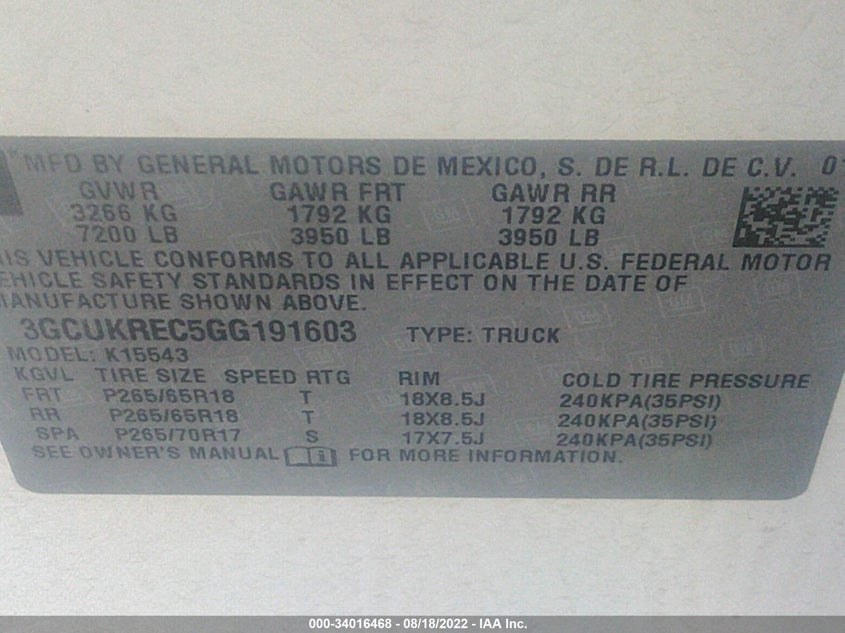 MFD BY GENERAL MOTORS DE MEXICO, S. DE R.L. DE C.V. 01
GVWR GAWR FRT GAWR RR
3266 KG 1792 KG 1792 KG
7200 LB 3950 LB 3950 LB
IS VEHICLE CONFORMS TO ALL APPLICABLE U.S. FEDERAL MOTOR
EHICLE SAFETY STANDARDS IN EFFECT ON THE DATE OF
ANUFACTURE SHOWN ABOVE.
3GCUKREC5GG191603 TYPE: TRUCK
MODEL: K15543
KGVL TIRE SIZE SPEED RTG RIM COLD TIRE PRESSURE
FRT P265/65R18 T 18X8.5J 240KPA(35PSI)
RR P265/65R18 T 18X8.5J 240KPA(35PSI)
SPA P265/70R17 S 17X7.5J 240KPA(35PSI)
SEE OWNER'S MANUAL i FOR MORE INFORMATION.
000-34016468 - 08/18/2022 - IAA Inc.